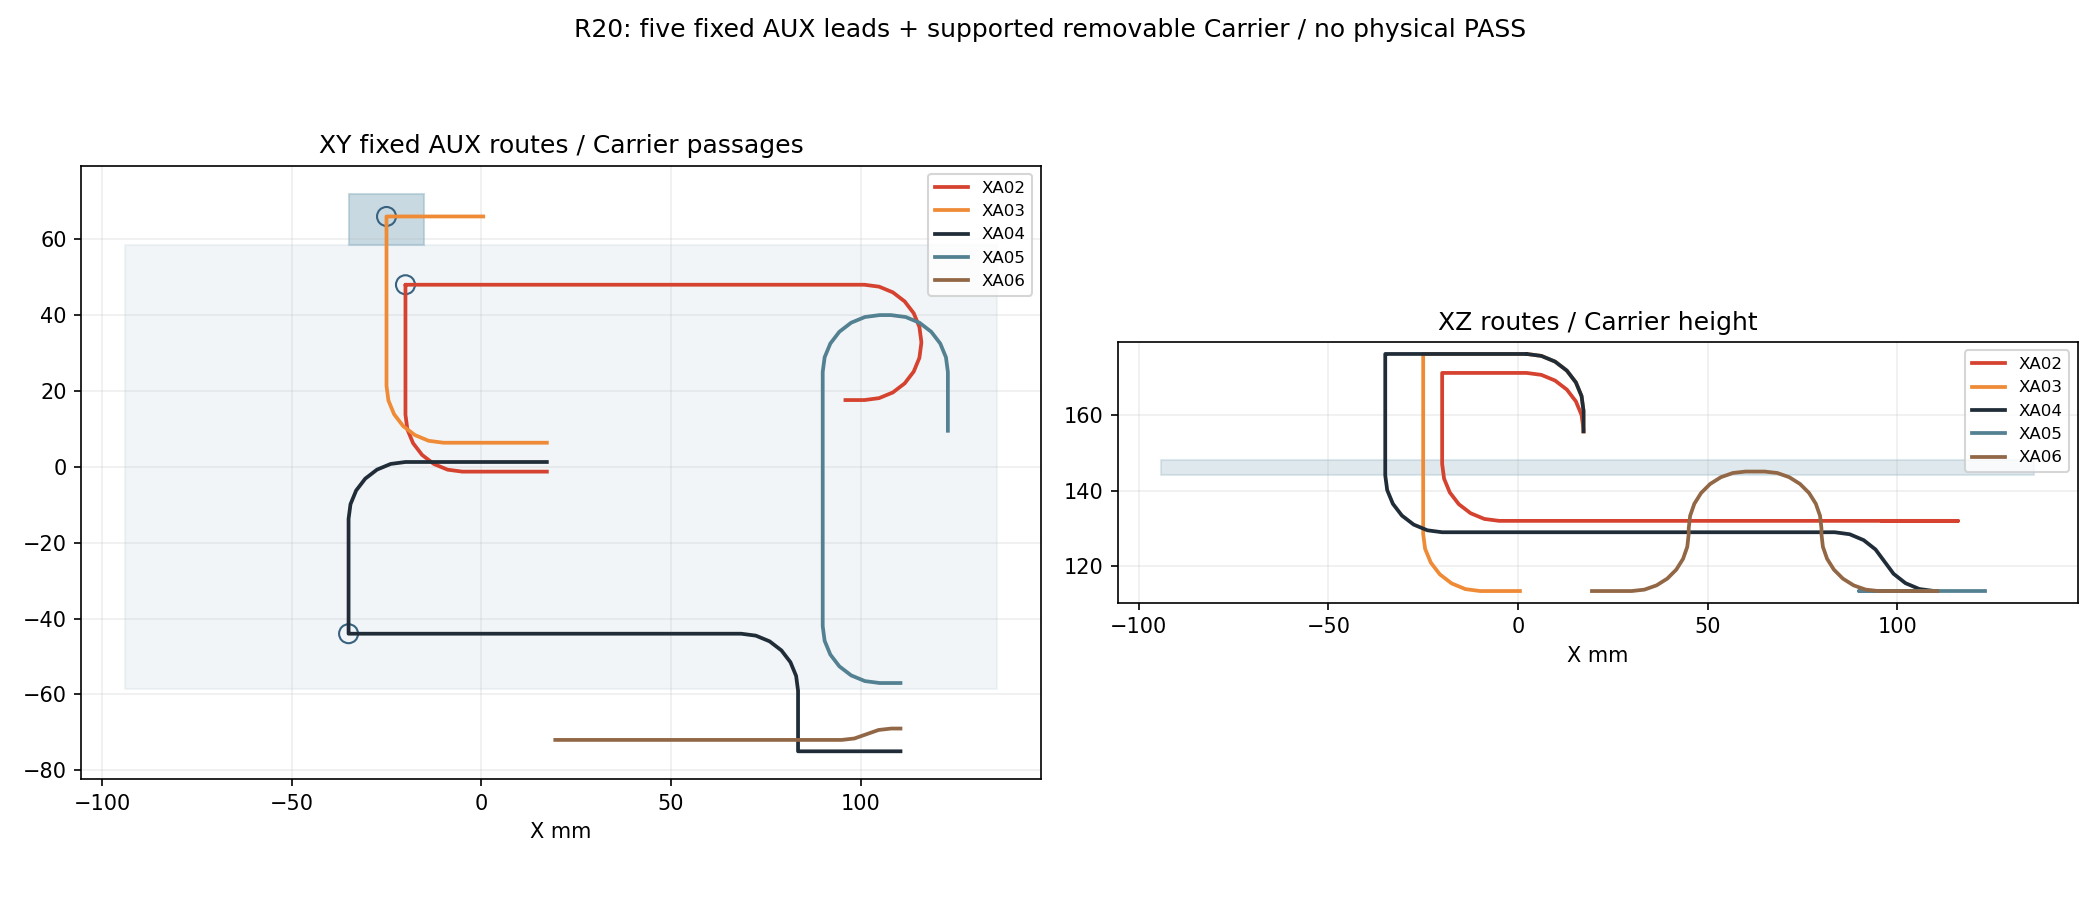 R20: five fixed AUX leads + supported removable Carrier / no physical PASS
XY fixed AUX routes / Carrier passages
XA02
XA03
XA04
XA05
XA06
60
40
20
0
−20
−40
−60
−80
−100
−50
0
50
100
X mm
XZ routes / Carrier height
XA02
XA03
XA04
XA05
XA06
160
140
120
−100
−50
0
50
100
X mm